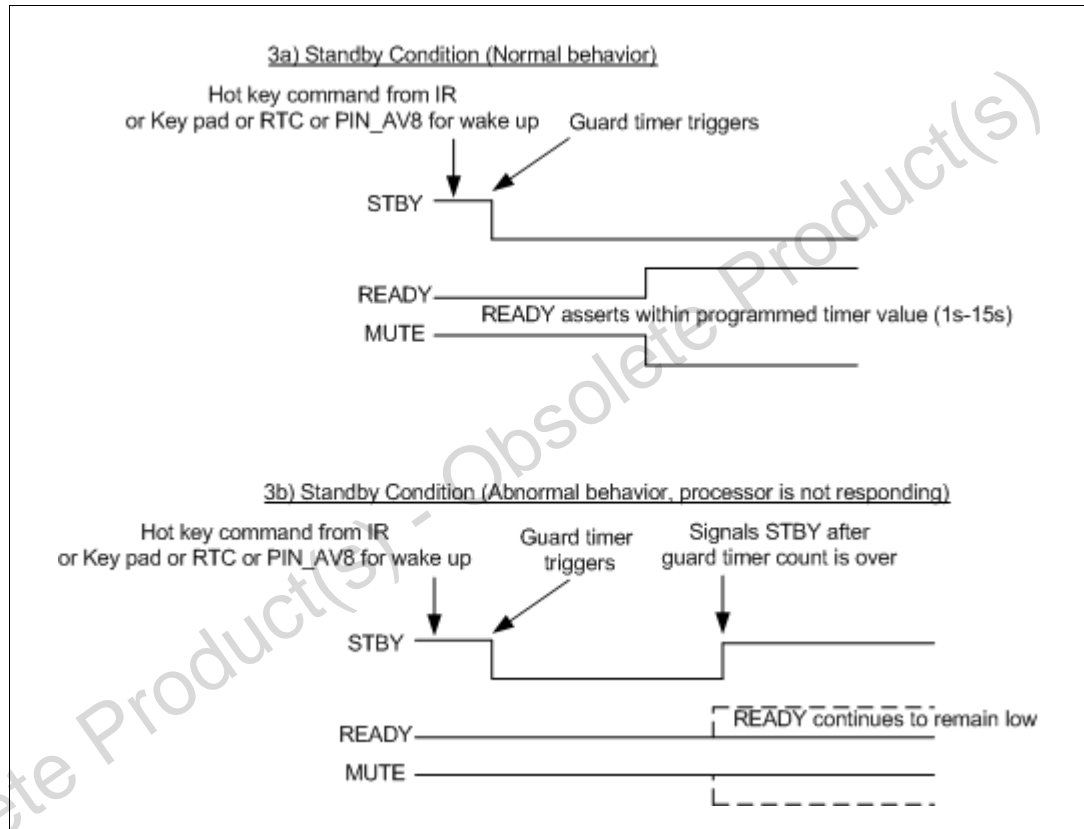 3a) Standby Condition (Normal behavior)
Hot key command from IR
or Key pad or RTC or PIN_AV8 for wake up
Guard timer triggers
STBY
READY
READY asserts within programmed timer value (1s-15s)
MUTE
3b) Standby Condition (Abnormal behavior, processor is not responding)
Hot key command from IR
or Key pad or RTC or PIN_AV8 for wake up
Guard timer
triggers
Signals STBY after
guard timer count is over
STBY
READY continues to remain low
READY
MUTE
ete Product(s) - Obsolete Product(s)